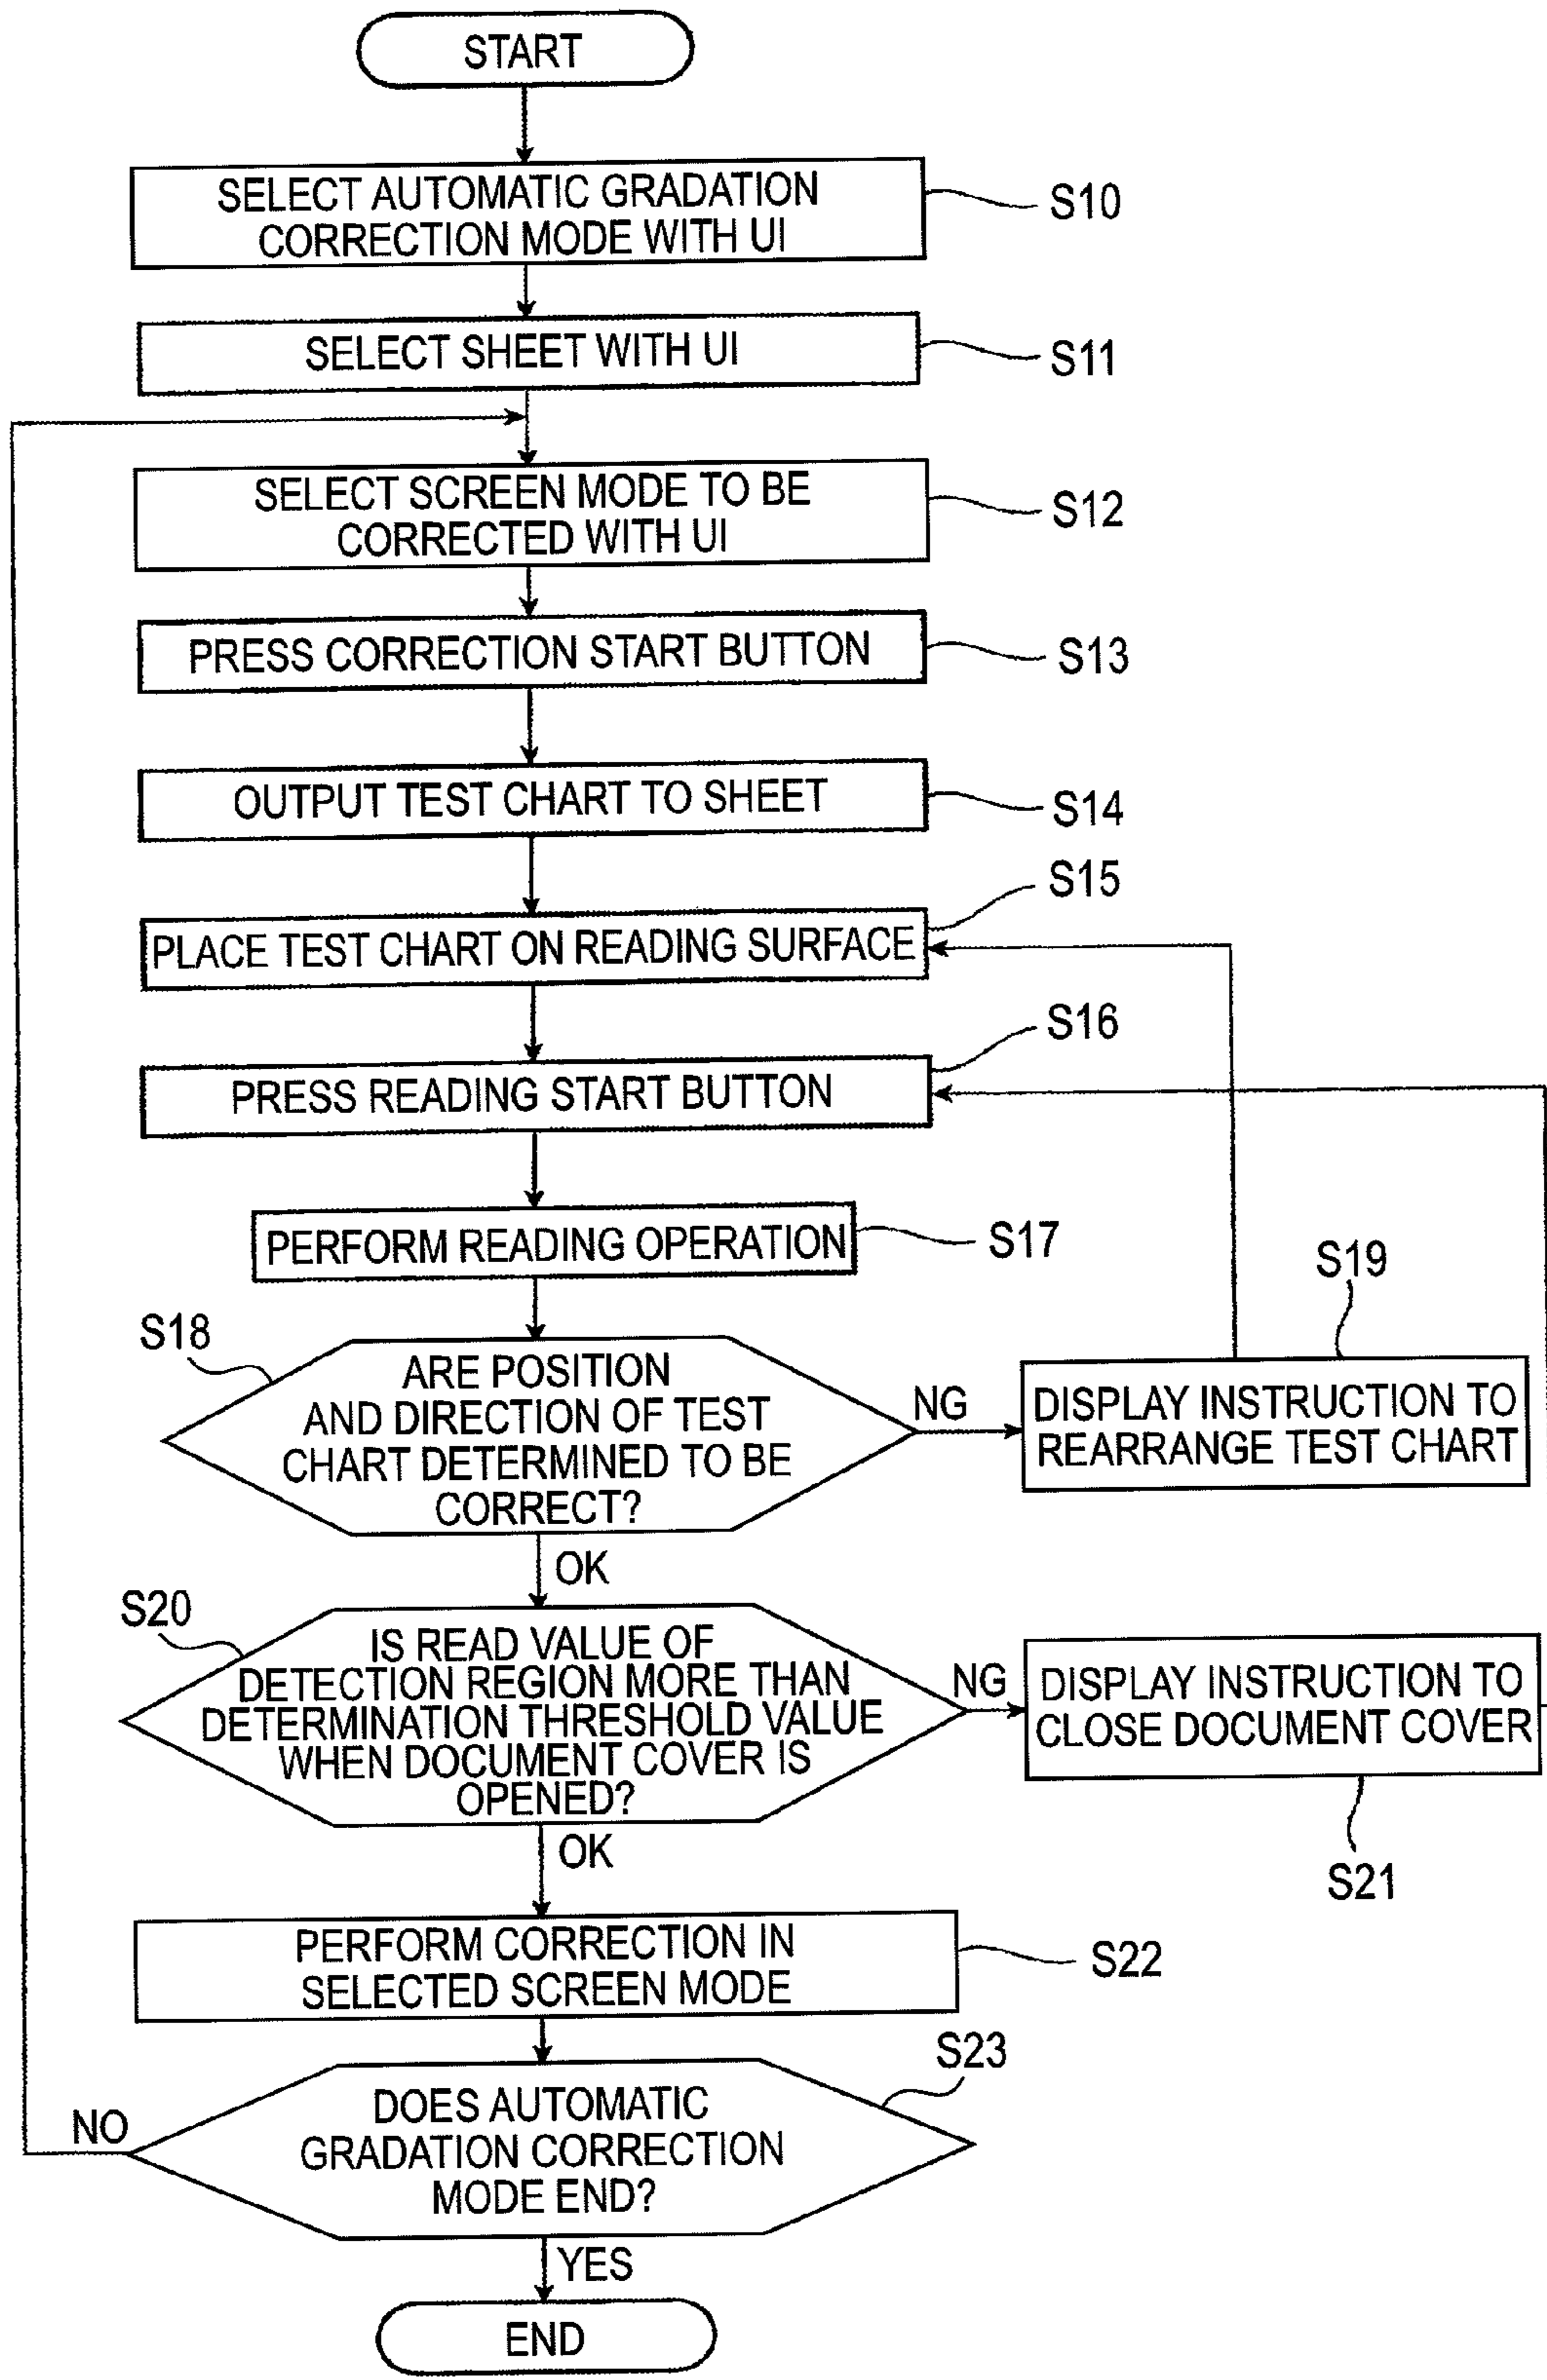 START
SELECT AUTOMATIC GRADATION
CORRECTION MODE WITH UI
S10
SELECT SHEET WITH UI
S11
SELECT SCREEN MODE TO BE
CORRECTED WITH UI
S12
PRESS CORRECTION START BUTTON
S13
OUTPUT TEST CHART TO SHEET
S14
S15
PLACE TEST CHART ON READING SURFACE
S16
PRESS READING START BUTTON
PERFORM READING OPERATION
S17
S18
ARE POSITION
AND DIRECTION OF TEST
CHART DETERMINED TO BE
CORRECT?
NG
S19
DISPLAY INSTRUCTION TO
REARRANGE TEST CHART
OK
S20
IS READ VALUE OF
DETECTION REGION MORE THAN
DETERMINATION THRESHOLD VALUE
WHEN DOCUMENT COVER IS
OPENED?
NG
DISPLAY INSTRUCTION TO
CLOSE DOCUMENT COVER
S21
OK
PERFORM CORRECTION IN
SELECTED SCREEN MODE
S22
S23
DOES AUTOMATIC
GRADATION CORRECTION
MODE END?
NO
YES
END